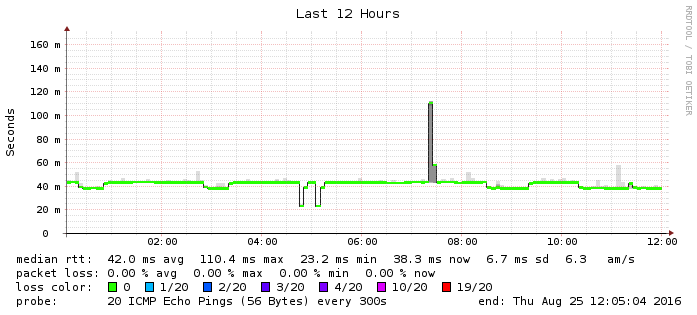 Last 12 Hours
RRDTOOL / TOBI OETIKER
Seconds
160 m
140 m
120 m
100 m
80 m
60 m
40 m
20 m
0
02:00 04:00 06:00 08:00 10:00 12:00
median rtt: 42.0 ms avg 110.4 ms max 23.2 ms min 38.3 ms now 6.7 ms sd 6.3 am/s
packet loss: 0.00 % avg 0.00 % max 0.00 % min 0.00 % now
loss color: 0 1/20 2/20 3/20 4/20 10/20 19/20
probe: 20 ICMP Echo Pings (56 Bytes) every 300s end: Thu Aug 25 12:05:04 2016